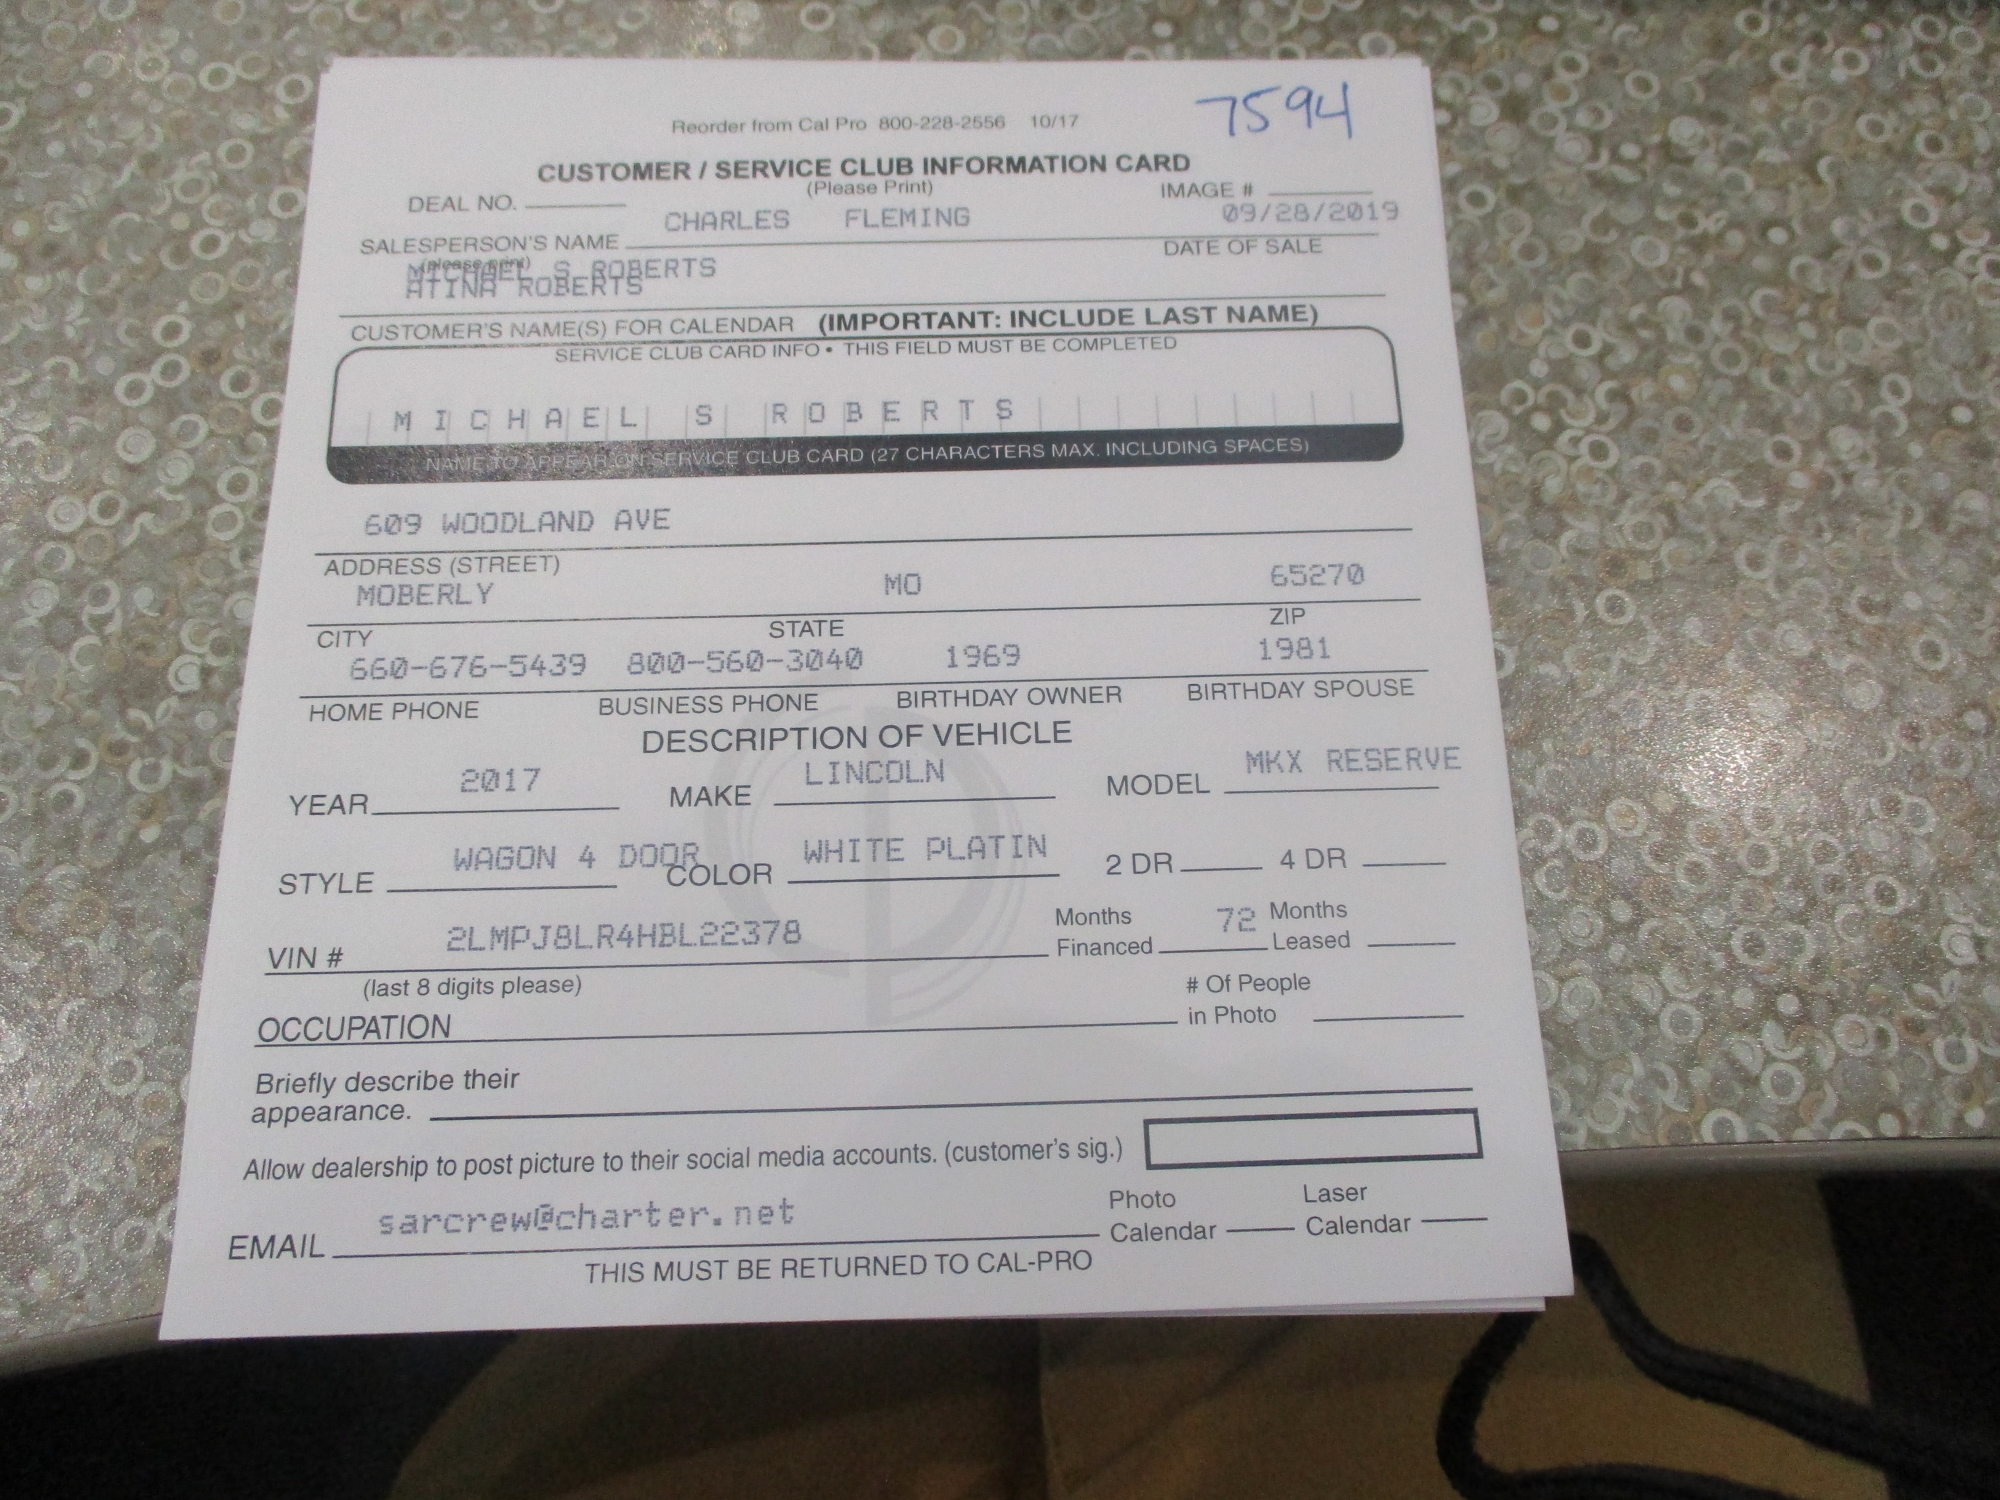 7594
Reorder from Cal Pro 800-228-2556 10/17
CUSTOMER / SERVICE CLUB INFORMATION CARD
(Please Print)
DEAL NO. IMAGE #
CHARLES FLEMING 09/28/2019
SALESPERSON'S NAME DATE OF SALE
(please print)
MICHAEL S ROBERTS
ATINA ROBERTS
CUSTOMER'S NAME(S) FOR CALENDAR (IMPORTANT: INCLUDE LAST NAME)
SERVICE CLUB CARD INFO • THIS FIELD MUST BE COMPLETED
MICHAEL S ROBERTS
NAME TO APPEAR ON SERVICE CLUB CARD (27 CHARACTERS MAX. INCLUDING SPACES)
609 WOODLAND AVE
ADDRESS (STREET)
MOBERLY MO 65270
CITY STATE ZIP
660-676-5439 800-560-3040 1969 1981
HOME PHONE BUSINESS PHONE BIRTHDAY OWNER BIRTHDAY SPOUSE
DESCRIPTION OF VEHICLE
YEAR 2017 MAKE LINCOLN MODEL MKX RESERVE
STYLE WAGON 4 DOOR COLOR WHITE PLATIN 2 DR 4 DR
VIN # 2LMPJ8LR4HBL22378 Months Financed 72 Months Leased
(last 8 digits please)
OCCUPATION # Of People in Photo
Briefly describe their
appearance.
Allow dealership to post picture to their social media accounts. (customer's sig.)
EMAIL sarcrew@charter.net Photo Calendar Laser Calendar
THIS MUST BE RETURNED TO CAL-PRO